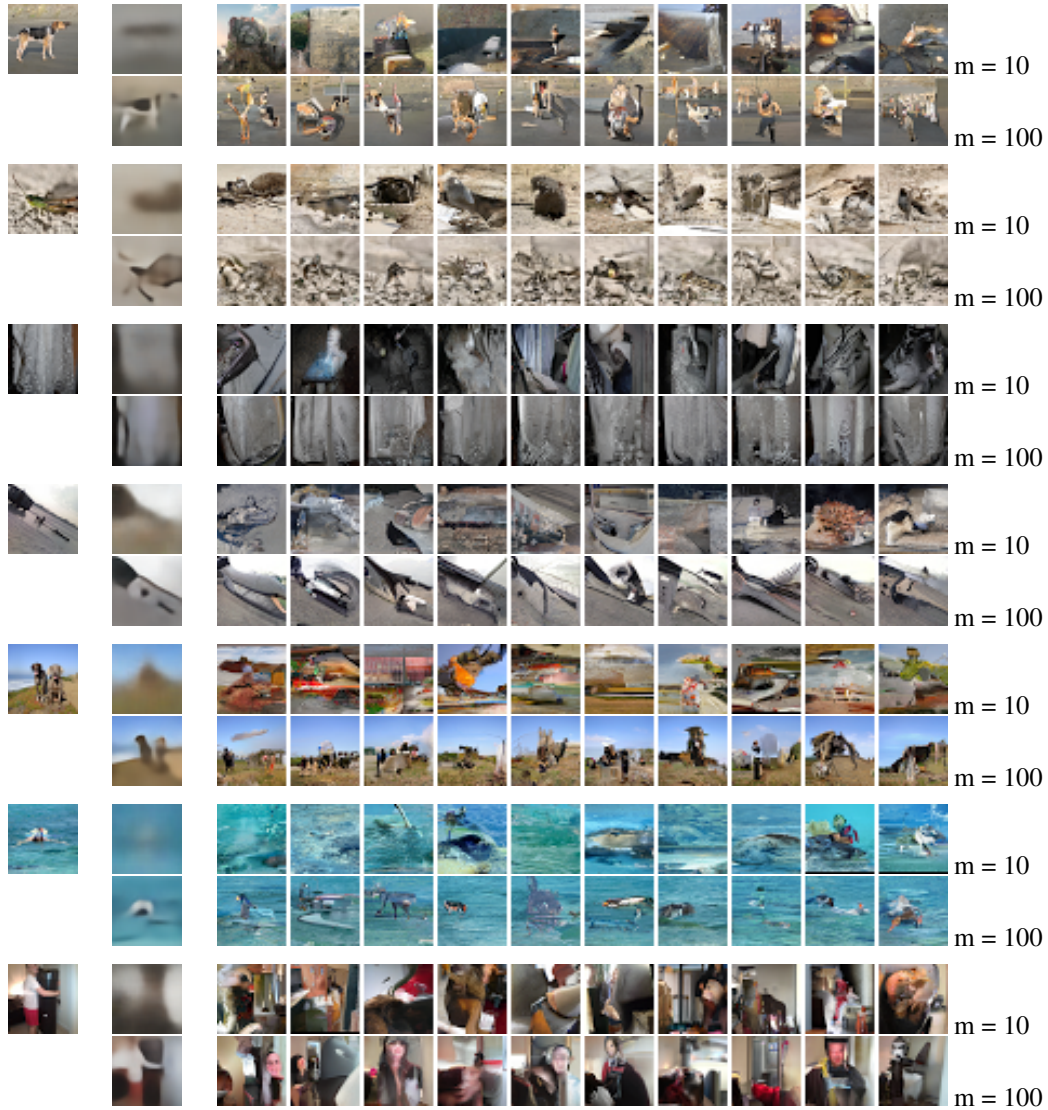 m = 10
m = 100
m = 10
m = 100
m = 10
m = 100
m = 10
m = 100
m = 10
m = 100
m = 10
m = 100
m = 10
m = 100